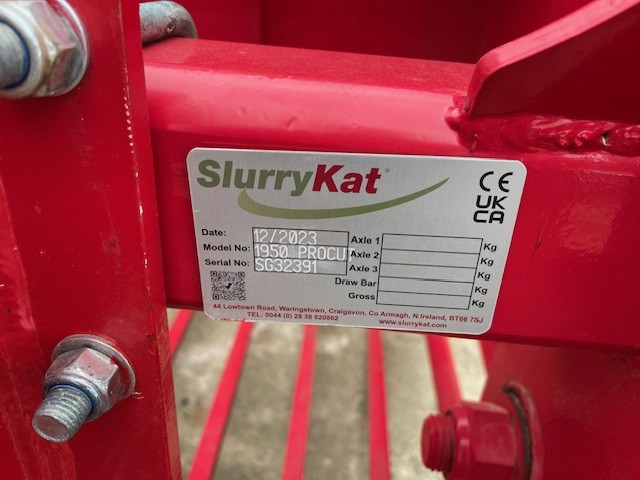 SlurryKat®
CE
UK
CA
Date: 12/2023
Model No: 1950 PROCU
Serial No: SG32391
Axle 1 Kg
Axle 2 Kg
Axle 3 Kg
Draw Bar Kg
Gross Kg
44 Lowtown Road, Waringstown, Craigavon, Co Armagh, N.Ireland, BT66 7SJ
TEL: 0044 (0) 28 38 820862
www.slurrykat.com